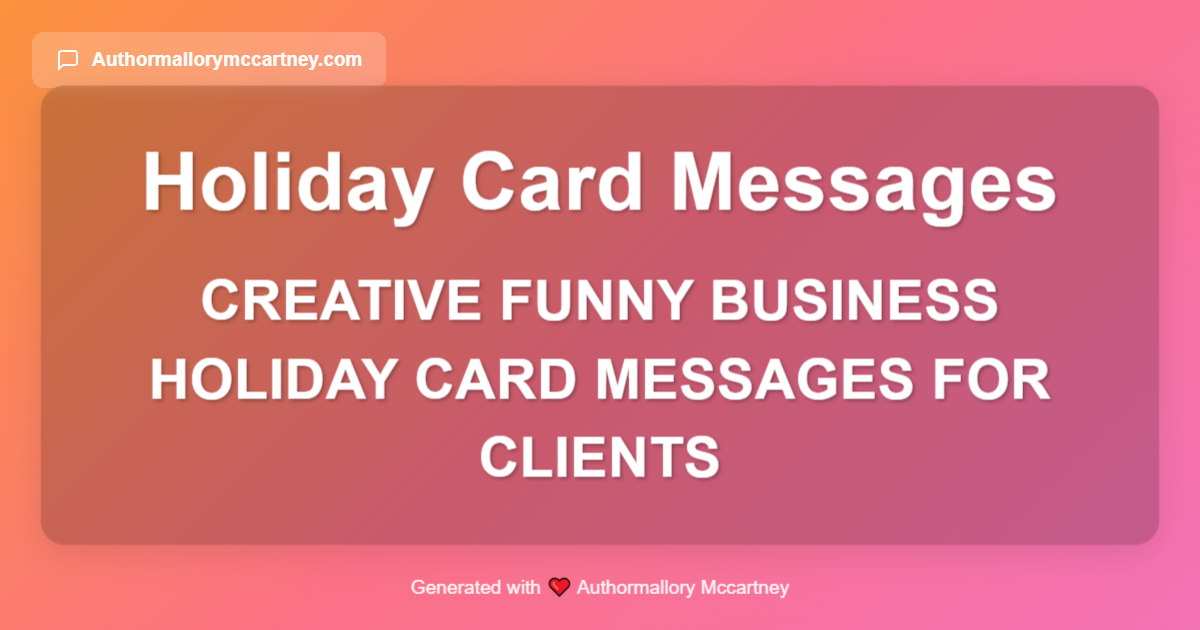 Authormallorymccartney.com
Holiday Card Messages
CREATIVE FUNNY BUSINESS
HOLIDAY CARD MESSAGES FOR
CLIENTS
Generated with ❤️ Authormallory Mccartney